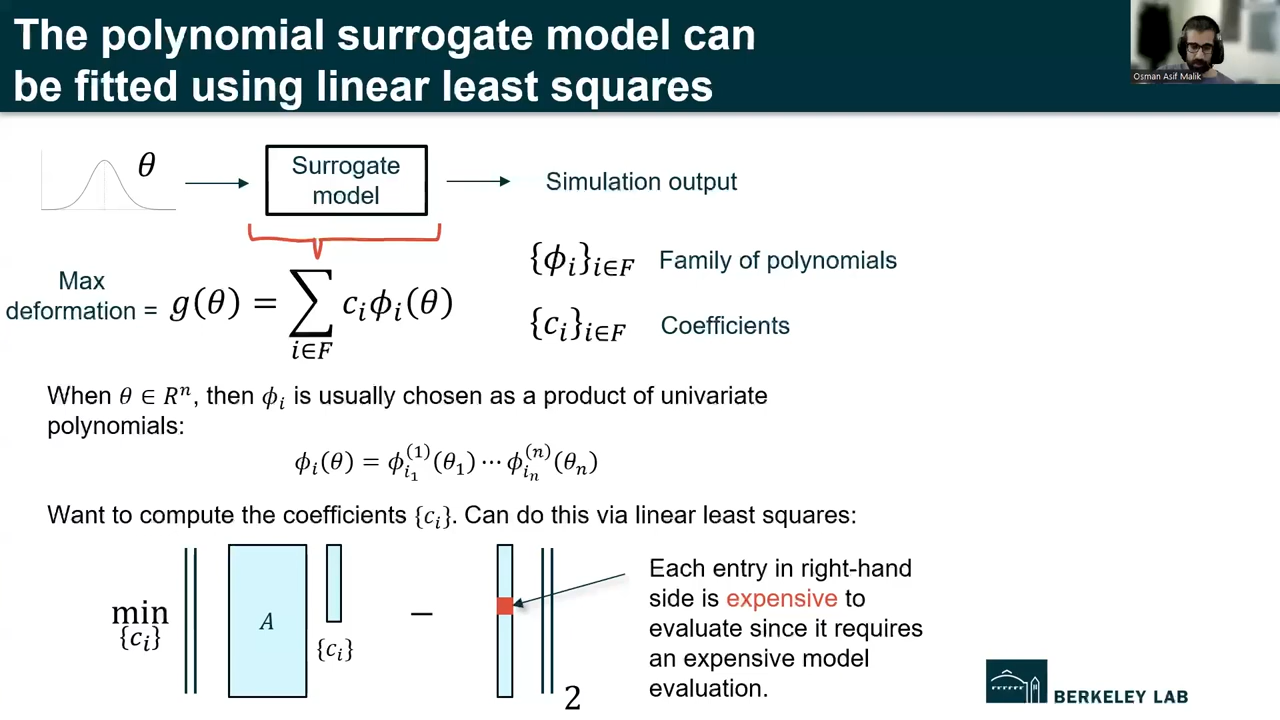 The polynomial surrogate model can
be fitted using linear least squares
Osman Asif Malik
θ
Surrogate
model
Simulation output
Max
deformation = g(θ) = ∑_{i∈F} c_i ϕ_i(θ)
{ϕ_i}_{i∈F} Family of polynomials
{c_i}_{i∈F} Coefficients
When θ ∈ R^n, then ϕ_i is usually chosen as a product of univariate
polynomials:
ϕ_i(θ) = ϕ_{i_1}^{(1)}(θ_1) ⋯ ϕ_{i_n}^{(n)}(θ_n)
Want to compute the coefficients {c_i}. Can do this via linear least squares:
min_{{c_i}} ‖ A {c_i} − ‖_2
Each entry in right-hand
side is expensive to
evaluate since it requires
an expensive model
evaluation.
BERKELEY LAB